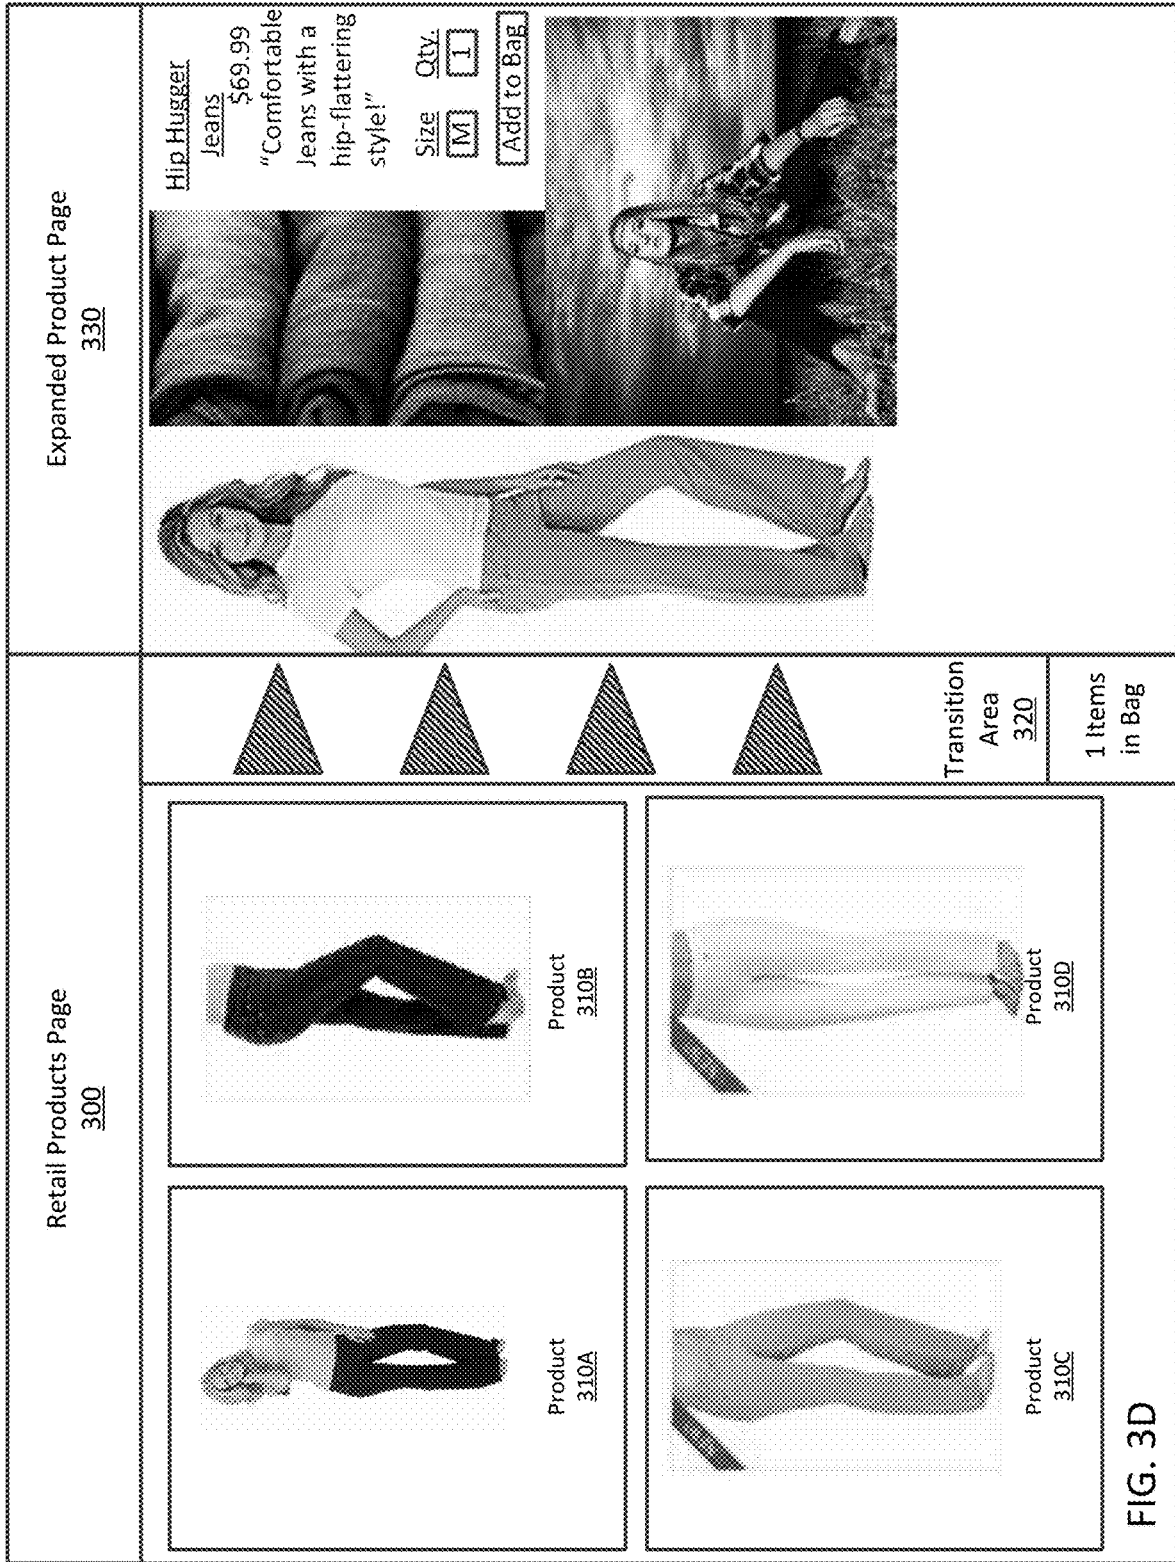 Retail Products Page
300
Expanded Product Page
330
Product
310A
Product
310B
Product
310C
Product
310D
Transition
Area
320
1 Items
in Bag
Hip Hugger
Jeans
$69.99
“Comfortable
Jeans with a
hip-flattering
style!”
Size Qty.
M 1
Add to Bag
FIG. 3D